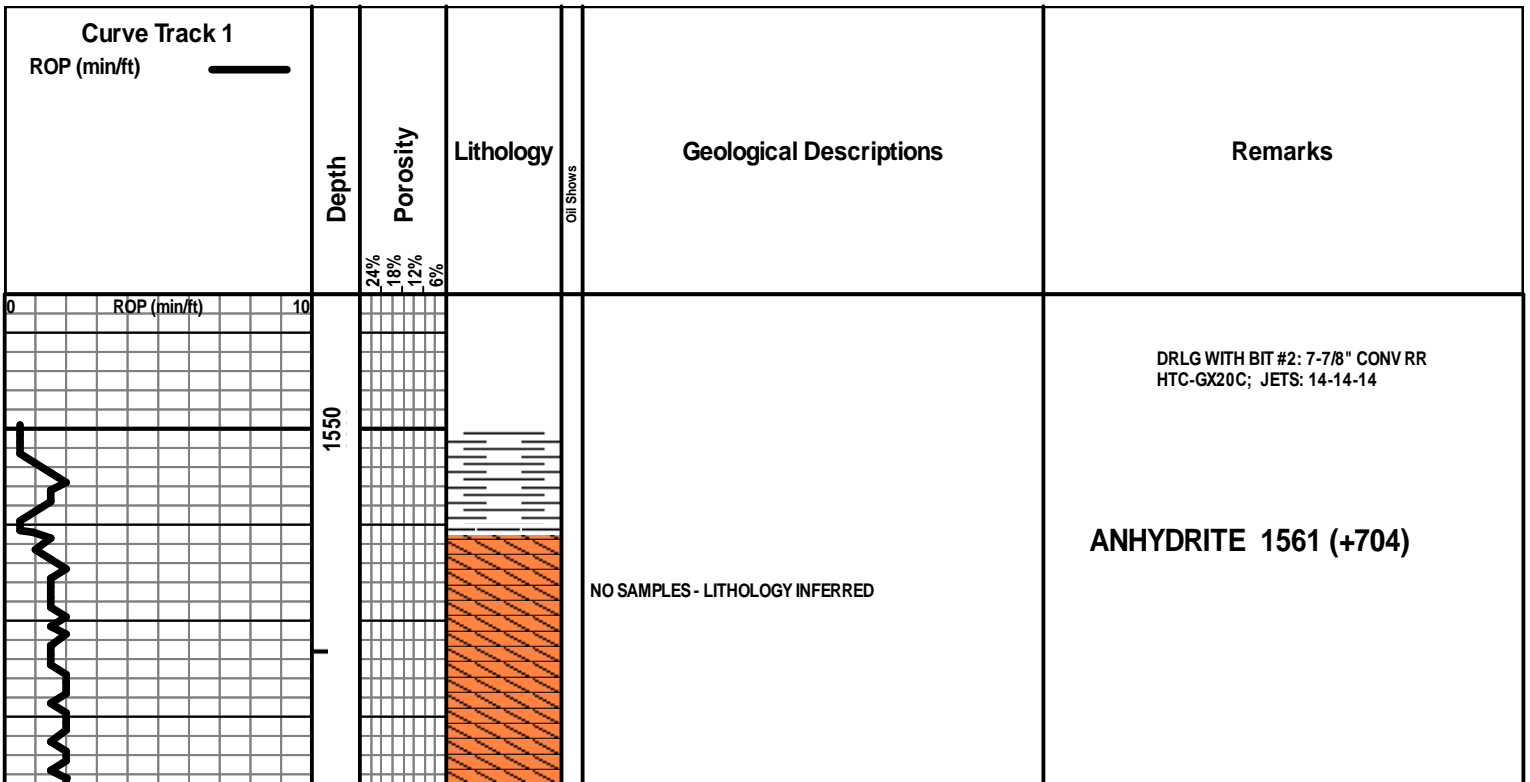 Curve Track 1
ROP (min/ft)
Depth
Porosity
24%
18%
12%
6%
Lithology
Oil Shows
Geological Descriptions
Remarks
0 ROP (min/ft) 10
1550
DRLG WITH BIT #2: 7-7/8" CONV RR
HTC-GX20C; JETS: 14-14-14
ANHYDRITE 1561 (+704)
NO SAMPLES - LITHOLOGY INFERRED